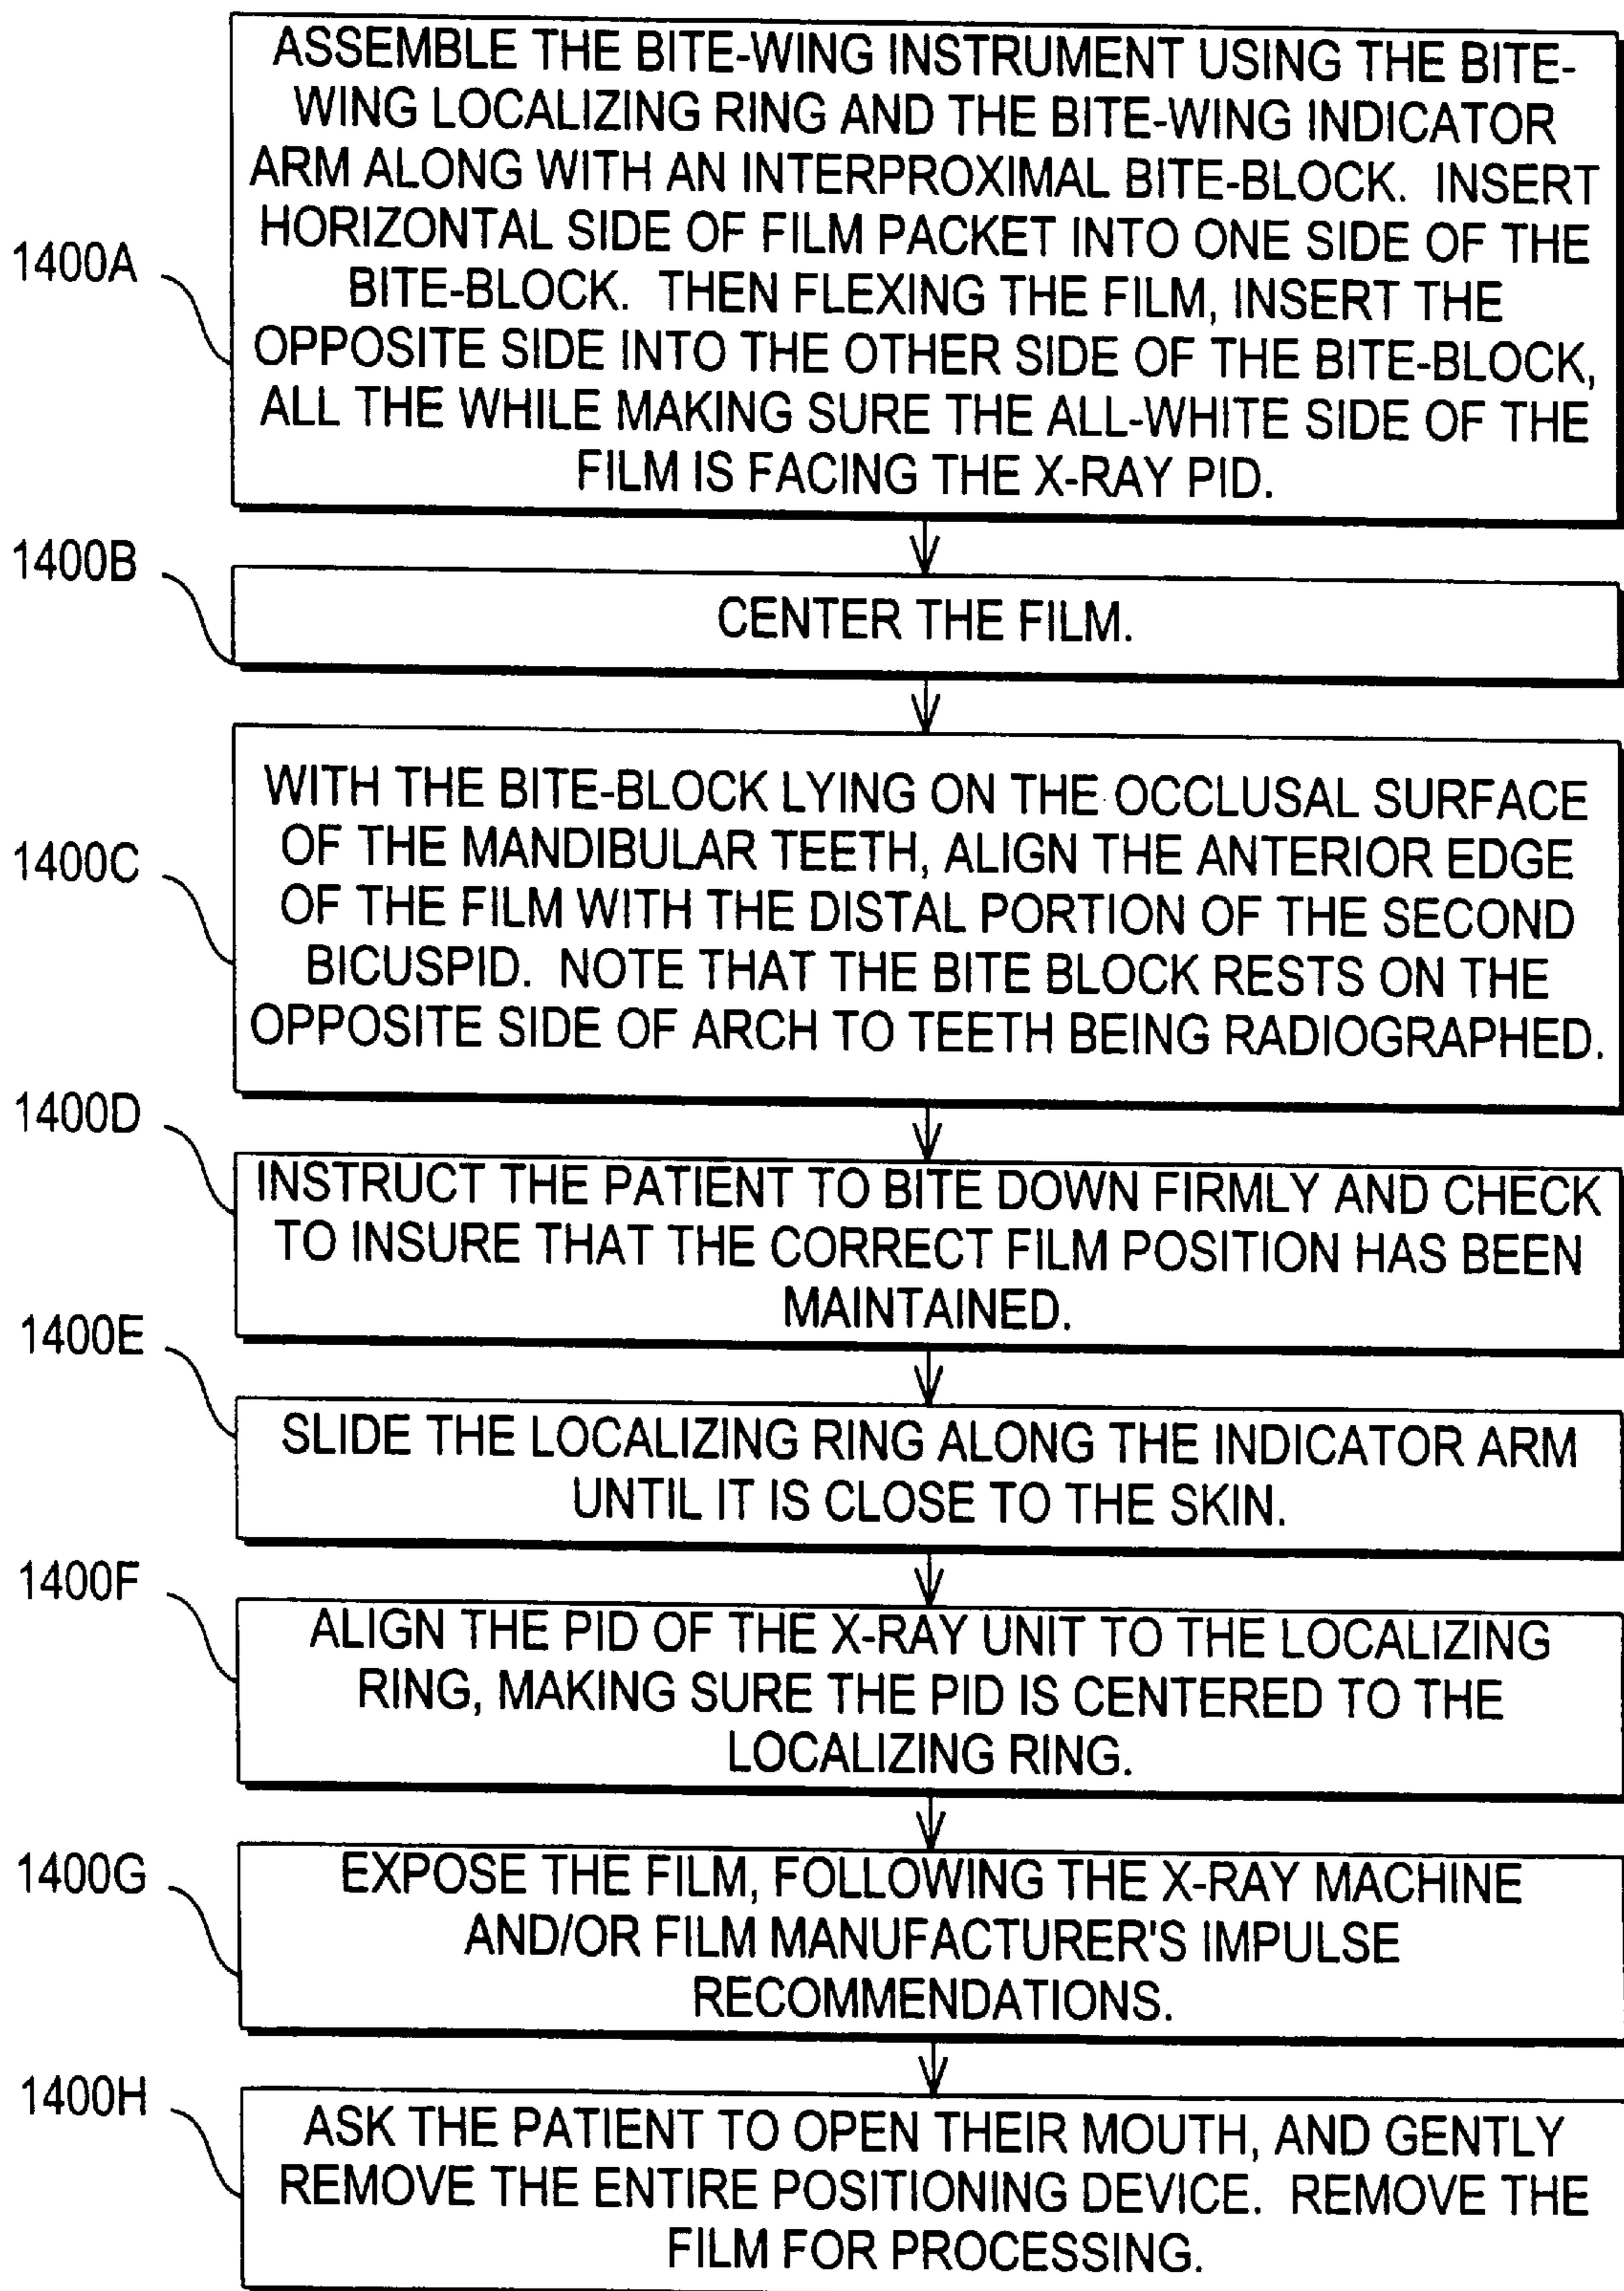 1400A
ASSEMBLE THE BITE-WING INSTRUMENT USING THE BITE-
WING LOCALIZING RING AND THE BITE-WING INDICATOR
ARM ALONG WITH AN INTERPROXIMAL BITE-BLOCK. INSERT
HORIZONTAL SIDE OF FILM PACKET INTO ONE SIDE OF THE
BITE-BLOCK. THEN FLEXING THE FILM, INSERT THE
OPPOSITE SIDE INTO THE OTHER SIDE OF THE BITE-BLOCK,
ALL THE WHILE MAKING SURE THE ALL-WHITE SIDE OF THE
FILM IS FACING THE X-RAY PID.
1400B
CENTER THE FILM.
1400C
WITH THE BITE-BLOCK LYING ON THE OCCLUSAL SURFACE
OF THE MANDIBULAR TEETH, ALIGN THE ANTERIOR EDGE
OF THE FILM WITH THE DISTAL PORTION OF THE SECOND
BICUSPID. NOTE THAT THE BITE BLOCK RESTS ON THE
OPPOSITE SIDE OF ARCH TO TEETH BEING RADIOGRAPHED.
1400D
INSTRUCT THE PATIENT TO BITE DOWN FIRMLY AND CHECK
TO INSURE THAT THE CORRECT FILM POSITION HAS BEEN
MAINTAINED.
1400E
SLIDE THE LOCALIZING RING ALONG THE INDICATOR ARM
UNTIL IT IS CLOSE TO THE SKIN.
1400F
ALIGN THE PID OF THE X-RAY UNIT TO THE LOCALIZING
RING, MAKING SURE THE PID IS CENTERED TO THE
LOCALIZING RING.
1400G
EXPOSE THE FILM, FOLLOWING THE X-RAY MACHINE
AND/OR FILM MANUFACTURER'S IMPULSE
RECOMMENDATIONS.
1400H
ASK THE PATIENT TO OPEN THEIR MOUTH, AND GENTLY
REMOVE THE ENTIRE POSITIONING DEVICE. REMOVE THE
FILM FOR PROCESSING.